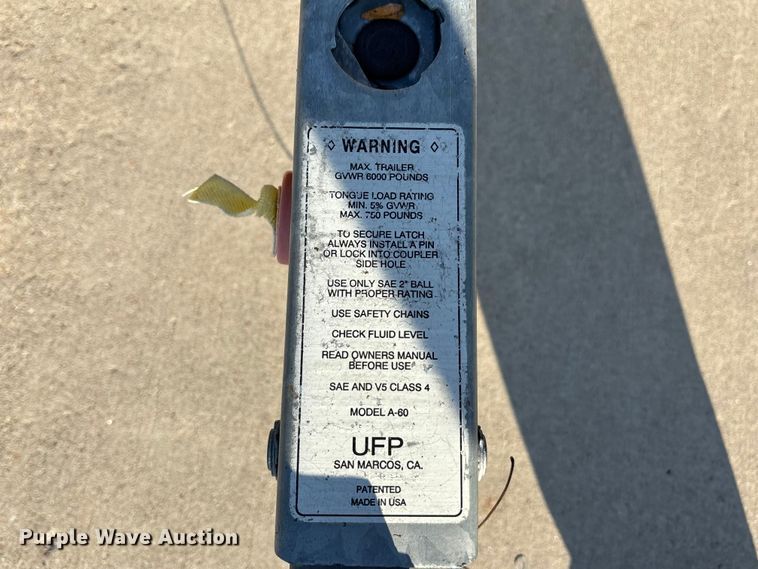 ◊ WARNING ◊
MAX. TRAILER
GVWR 6000 POUNDS
TONGUE LOAD RATING
MIN. 5% GVWR
MAX. 750 POUNDS
TO SECURE LATCH
ALWAYS INSTALL A PIN
OR LOCK INTO COUPLER
SIDE HOLE
USE ONLY SAE 2" BALL
WITH PROPER RATING
USE SAFETY CHAINS
CHECK FLUID LEVEL
READ OWNERS MANUAL
BEFORE USE
SAE AND V5 CLASS 4
MODEL A-60
UFP
SAN MARCOS, CA.
PATENTED
MADE IN USA
Purple Wave Auction